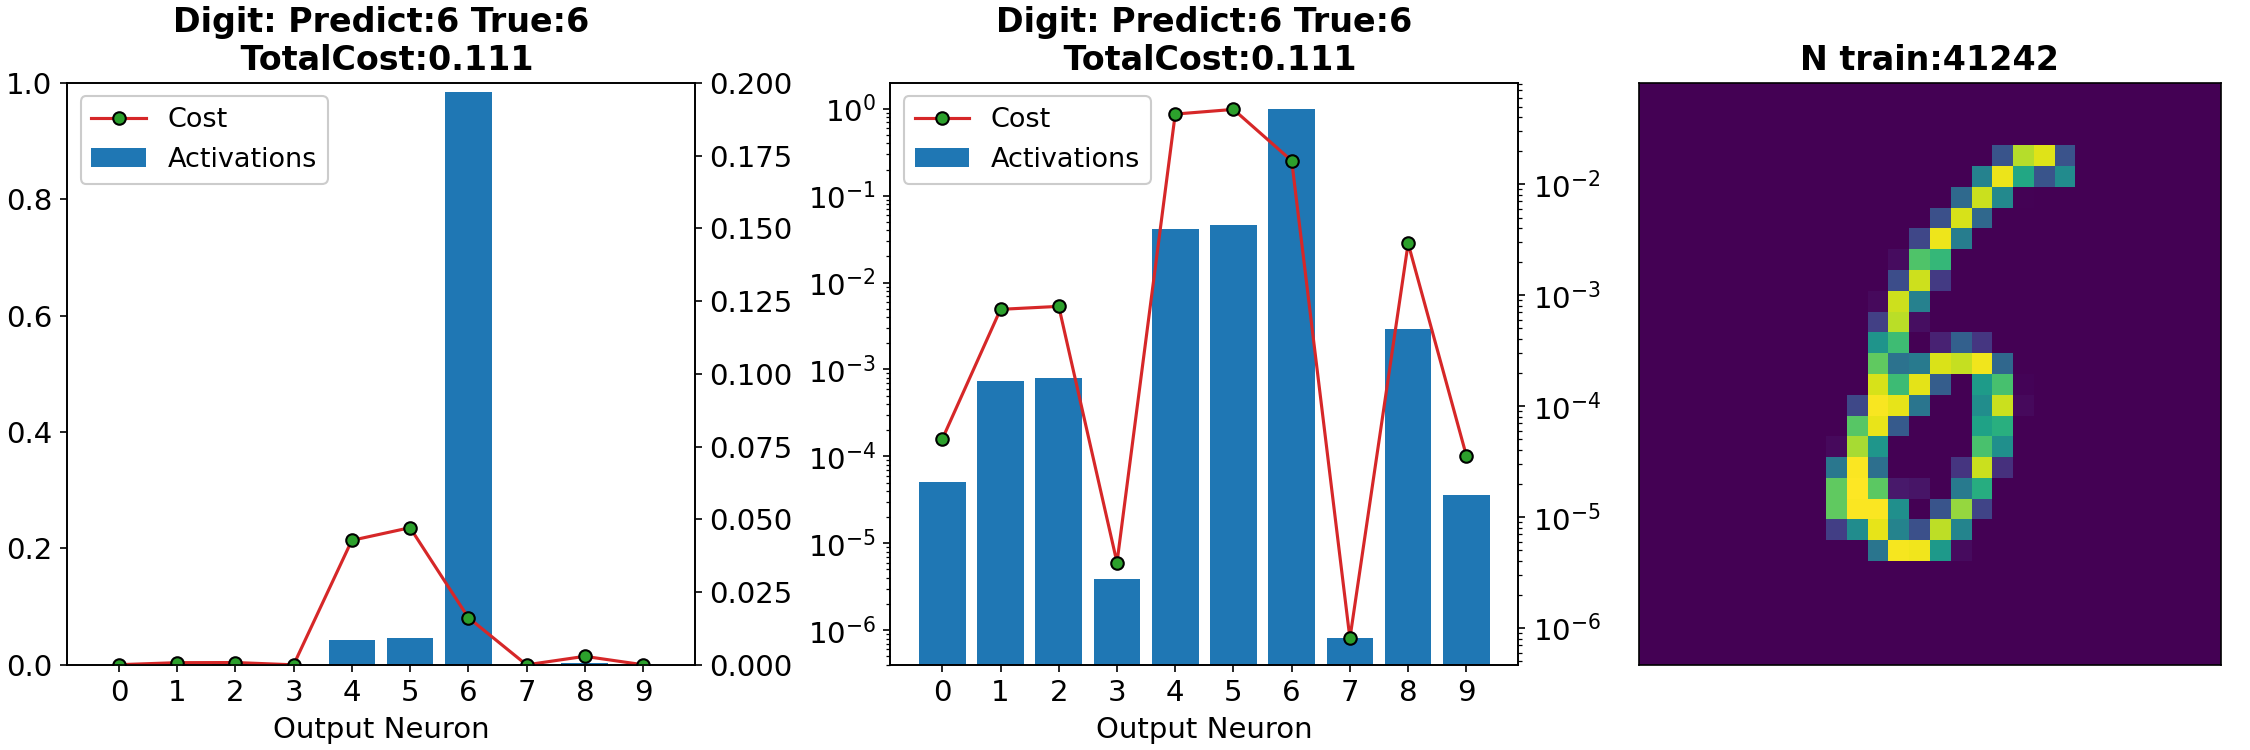 Digit: Predict:6 True:6
TotalCost:0.111
1.0
0.8
0.6
0.4
0.2
0.0
Cost
Activations
0.200
0.175
0.150
0.125
0.100
0.075
0.050
0.025
0.000
0 1 2 3 4 5 6 7 8 9
Output Neuron
Digit: Predict:6 True:6
TotalCost:0.111
10⁰
10⁻¹
10⁻²
10⁻³
10⁻⁴
10⁻⁵
10⁻⁶
Cost
Activations
10⁻²
10⁻³
10⁻⁴
10⁻⁵
10⁻⁶
0 1 2 3 4 5 6 7 8 9
Output Neuron
N train:41242
6